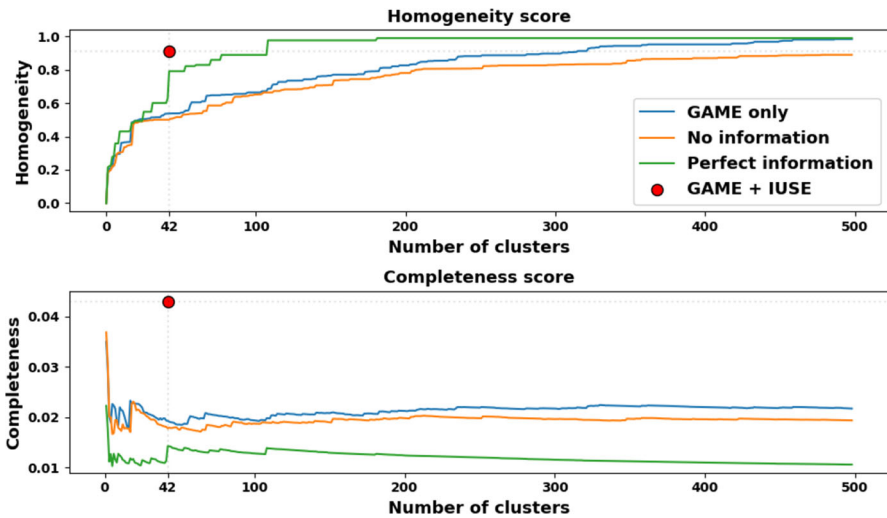 Homogeneity score
Homogeneity
1.0
0.8
0.6
0.4
0.2
0.0
GAME only
No information
Perfect information
GAME + IUSE
0 42 100 200 300 400 500
Number of clusters
Completeness score
Completeness
0.04
0.03
0.02
0.01
0 42 100 200 300 400 500
Number of clusters